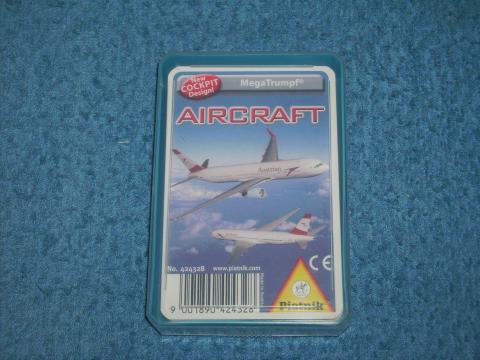 New
COCKPIT
Design!
MegaTrumpf®
AIRCRAFT
Austrian
No. 424328 www.piatnik.com
CE
Piatnik
9 001890 424328